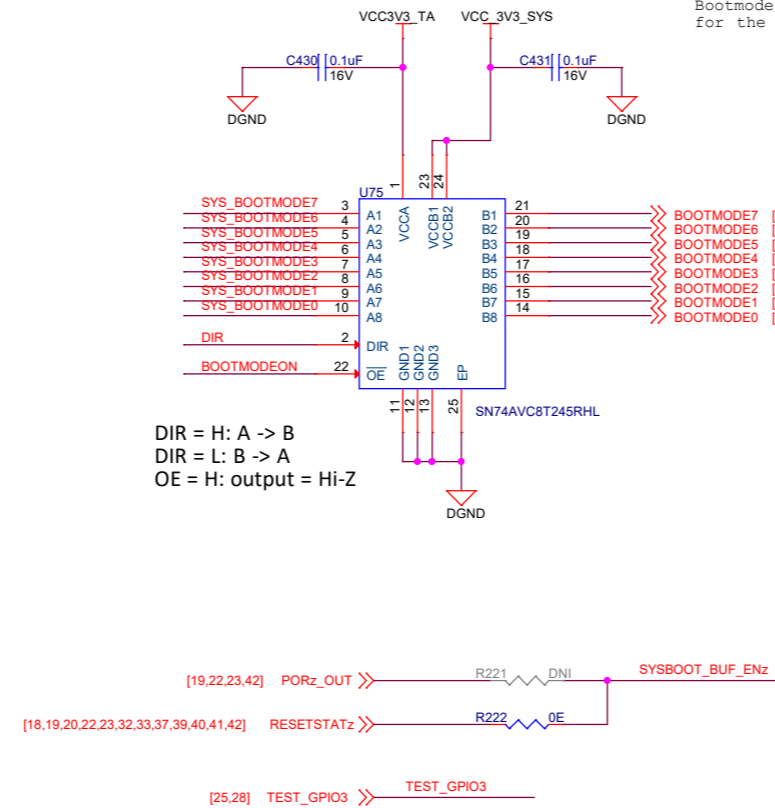 Bootmode
for the
VCC3V3_TA
VCC_3V3_SYS
C430 0.1uF
16V
C431 0.1uF
16V
DGND
DGND
1
23
24
U75
SYS_BOOTMODE7 3 A1 B1 21 BOOTMODE7 [
SYS_BOOTMODE6 4 A2 B2 20 BOOTMODE6 [
SYS_BOOTMODE5 5 A3 B3 19 BOOTMODE5 [
SYS_BOOTMODE4 6 A4 B4 18 BOOTMODE4 [
SYS_BOOTMODE3 7 A5 B5 17 BOOTMODE3 [
SYS_BOOTMODE2 8 A6 B6 16 BOOTMODE2 [
SYS_BOOTMODE1 9 A7 B7 15 BOOTMODE1 [
SYS_BOOTMODE0 10 A8 B8 14 BOOTMODE0 [
VCCA
VCCB1
VCCB2
DIR 2 DIR
BOOTMODEON 22 OE
GND1
GND2
GND3
EP
11
12
13
25
SN74AVC8T245RHL
DIR = H: A -> B
DIR = L: B -> A
OE = H: output = Hi-Z
DGND
[19,22,23,42] PORz_OUT R221 DNI SYSBOOT_BUF_ENz
[18,19,20,22,23,32,33,37,39,40,41,42] RESETSTATz R222 0E
[25,28] TEST_GPIO3 TEST_GPIO3